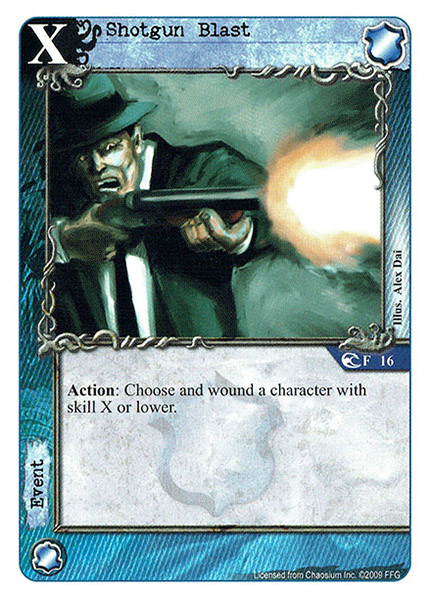 X
Shotgun Blast
Illus. Alex Dai
F 16
Action: Choose and wound a character with
skill X or lower.
Event
Licensed from Chaosium Inc. ©2009 FFG